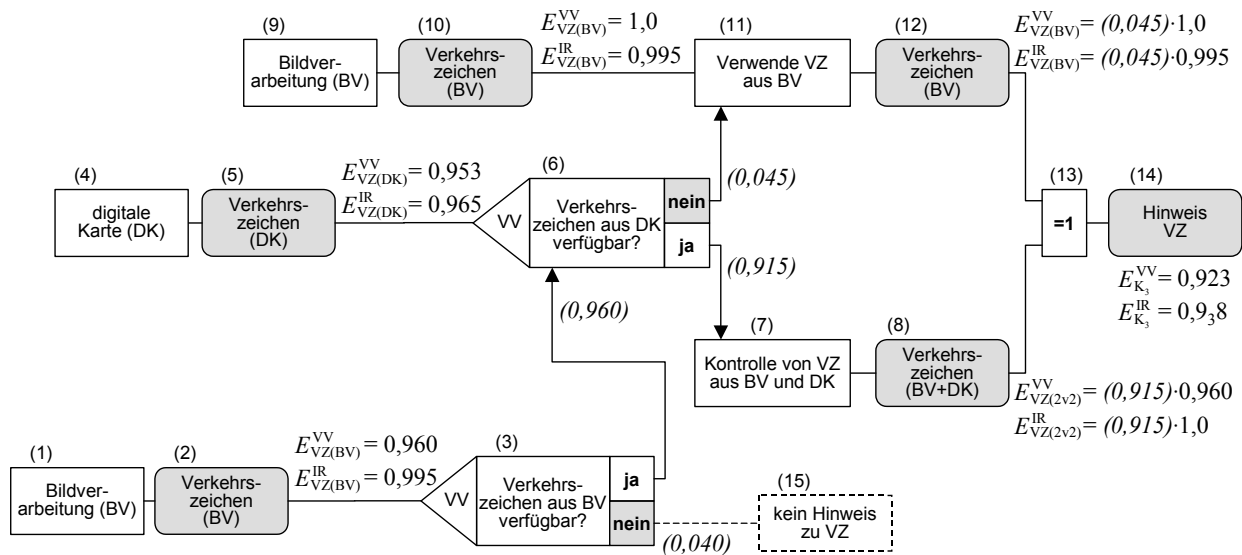 (9)
Bildver-
arbeitung (BV)
(10)
Verkehrs-
zeichen
(BV)
E^VV_VZ(BV) = 1,0
E^IR_VZ(BV) = 0,995
(11)
Verwende VZ
aus BV
(12)
Verkehrs-
zeichen
(BV)
E^VV_VZ(BV) = (0,045)·1,0
E^IR_VZ(BV) = (0,045)·0,995
(4)
digitale
Karte (DK)
(5)
Verkehrs-
zeichen
(DK)
E^VV_VZ(DK) = 0,953
E^IR_VZ(DK) = 0,965
(6)
VV
Verkehrs-
zeichen aus DK
verfügbar?
nein
ja
(0,045)
(0,915)
(0,960)
(13)
=1
(14)
Hinweis
VZ
E^VV_K₃ = 0,923
E^IR_K₃ = 0,9₃8
(7)
Kontrolle von VZ
aus BV und DK
(8)
Verkehrs-
zeichen
(BV+DK)
E^VV_VZ(2v2) = (0,915)·0,960
E^IR_VZ(2v2) = (0,915)·1,0
(1)
Bildver-
arbeitung (BV)
(2)
Verkehrs-
zeichen
(BV)
E^VV_VZ(BV) = 0,960
E^IR_VZ(BV) = 0,995
(3)
VV
Verkehrs-
zeichen aus BV
verfügbar?
ja
nein
(0,040)
(15)
kein Hinweis
zu VZ